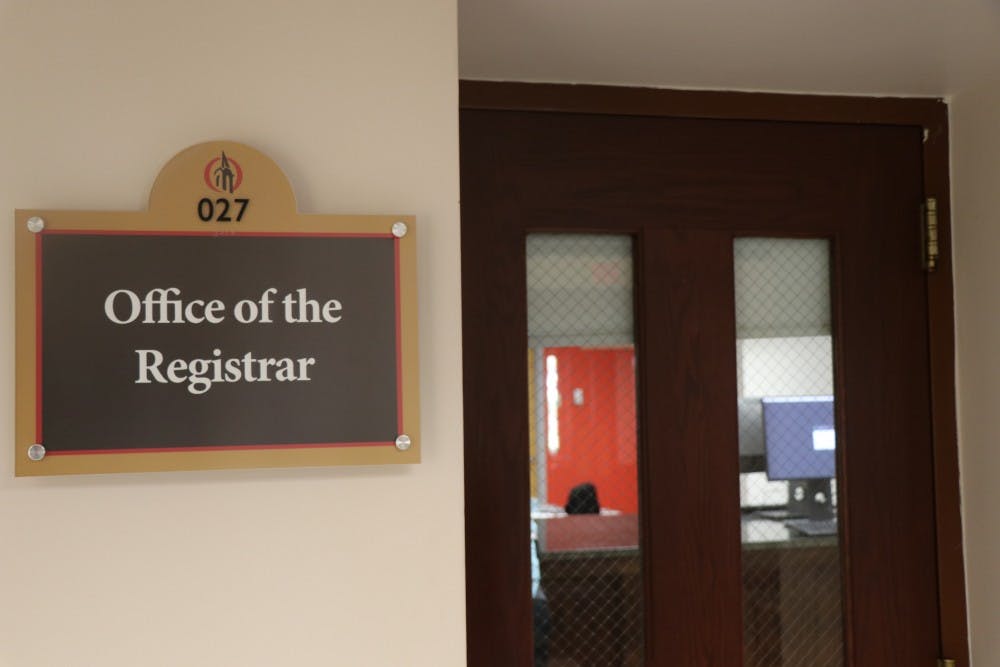 027
Office of the
Registrar